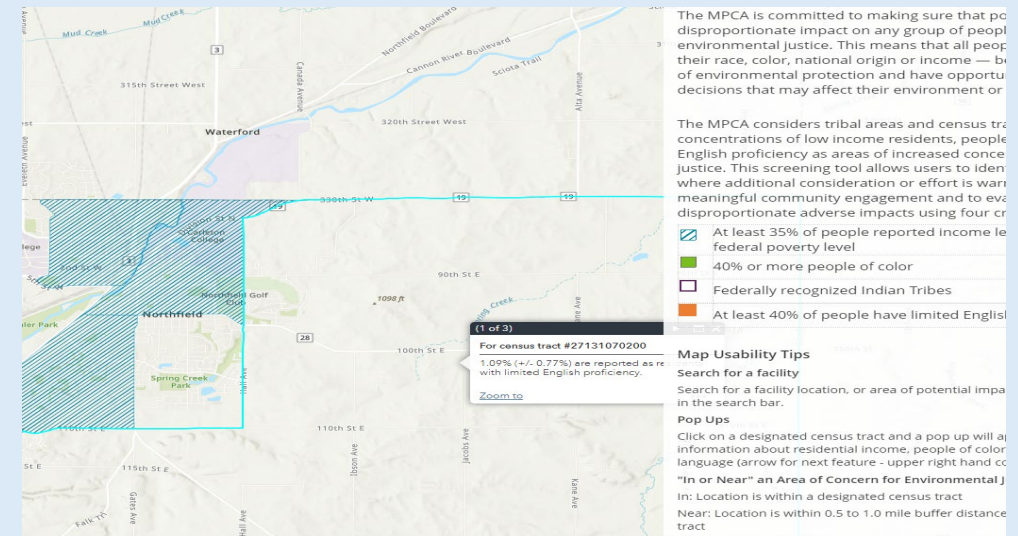 Mud Creek
Mud Creek
3
Northfield Boulevard
Cannon River Boulevard
Sciota Trail
Canada Avenue
Alta Avenue
315th Street West
320th Street West
Waterford
330th St W
19
19
19
Division St N
Carleton
College
lege
3
2nd St W
90th St E
Northfield Golf
Club
1098 ft
Northfield
28
100th St E
Spring Creek
Park
Hall Ave
110th St E
110th St E
115th St E
Gates Ave
Hall Ave
Ibson Ave
Jacobs Ave
Kane Ave
(1 of 3)
For census tract #27131070200
1.09% (+/- 0.77%) are reported as re
with limited English proficiency.
Zoom to
The MPCA is committed to making sure that po
disproportionate impact on any group of peopl
environmental justice. This means that all peop
their race, color, national origin or income — be
of environmental protection and have opportu
decisions that may affect their environment or
The MPCA considers tribal areas and census tra
concentrations of low income residents, people
English proficiency as areas of increased conce
justice. This screening tool allows users to iden
where additional consideration or effort is warr
meaningful community engagement and to eva
disproportionate adverse impacts using four cr
At least 35% of people reported income le
federal poverty level
40% or more people of color
Federally recognized Indian Tribes
At least 40% of people have limited English
Map Usability Tips
Search for a facility
Search for a facility location, or area of potential impa
in the search bar.
Pop Ups
Click on a designated census tract and a pop up will ap
information about residential income, people of color
language (arrow for next feature - upper right hand co
"In or Near" an Area of Concern for Environmental J
In: Location is within a designated census tract
Near: Location is within 0.5 to 1.0 mile buffer distance
tract